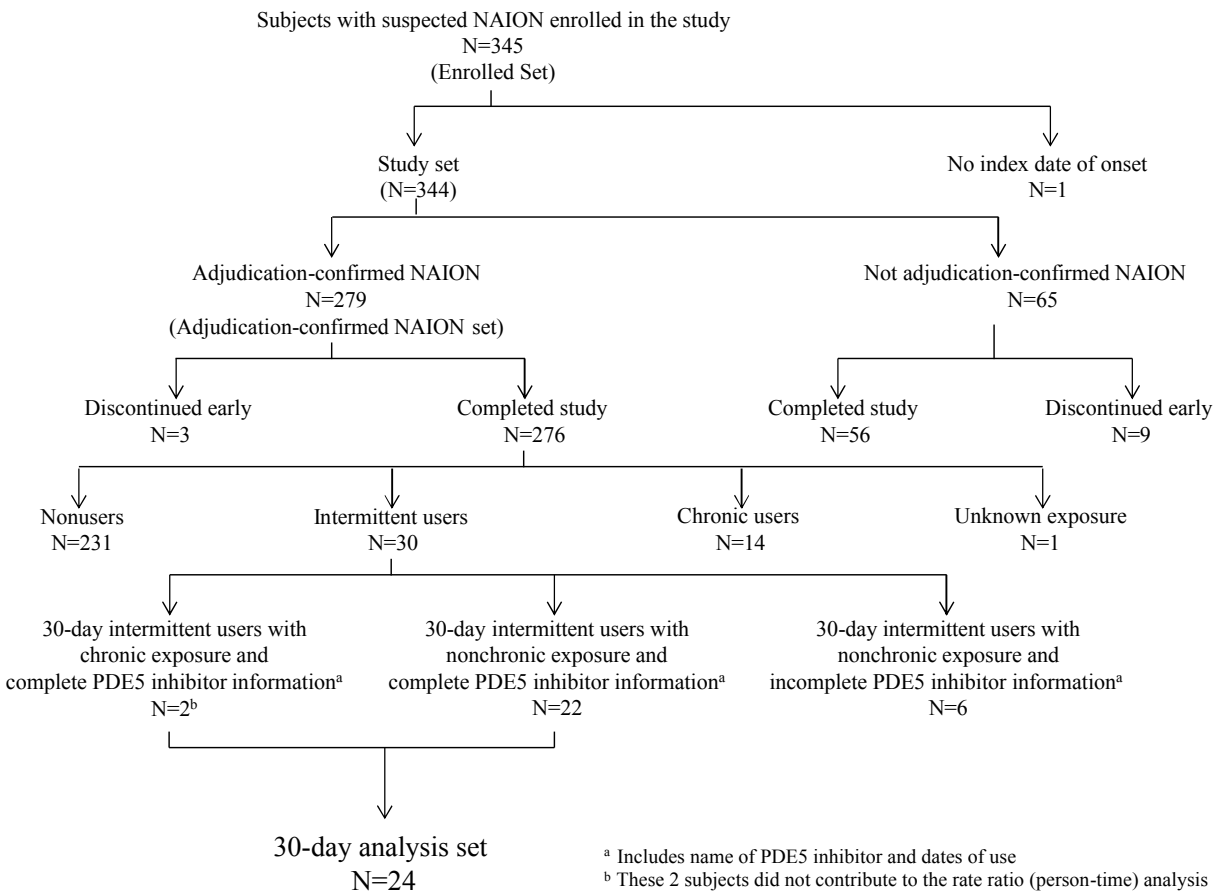 Subjects with suspected NAION enrolled in the study
N=345
(Enrolled Set)
Study set
(N=344)
No index date of onset
N=1
Adjudication-confirmed NAION
N=279
(Adjudication-confirmed NAION set)
Not adjudication-confirmed NAION
N=65
Discontinued early
N=3
Completed study
N=276
Completed study
N=56
Discontinued early
N=9
Nonusers
N=231
Intermittent users
N=30
Chronic users
N=14
Unknown exposure
N=1
30-day intermittent users with
chronic exposure and
complete PDE5 inhibitor informationᵃ
N=2ᵇ
30-day intermittent users with
nonchronic exposure and
complete PDE5 inhibitor informationᵃ
N=22
30-day intermittent users with
nonchronic exposure and
incomplete PDE5 inhibitor informationᵃ
N=6
30-day analysis set
N=24
ᵃ Includes name of PDE5 inhibitor and dates of use
ᵇ These 2 subjects did not contribute to the rate ratio (person-time) analysis